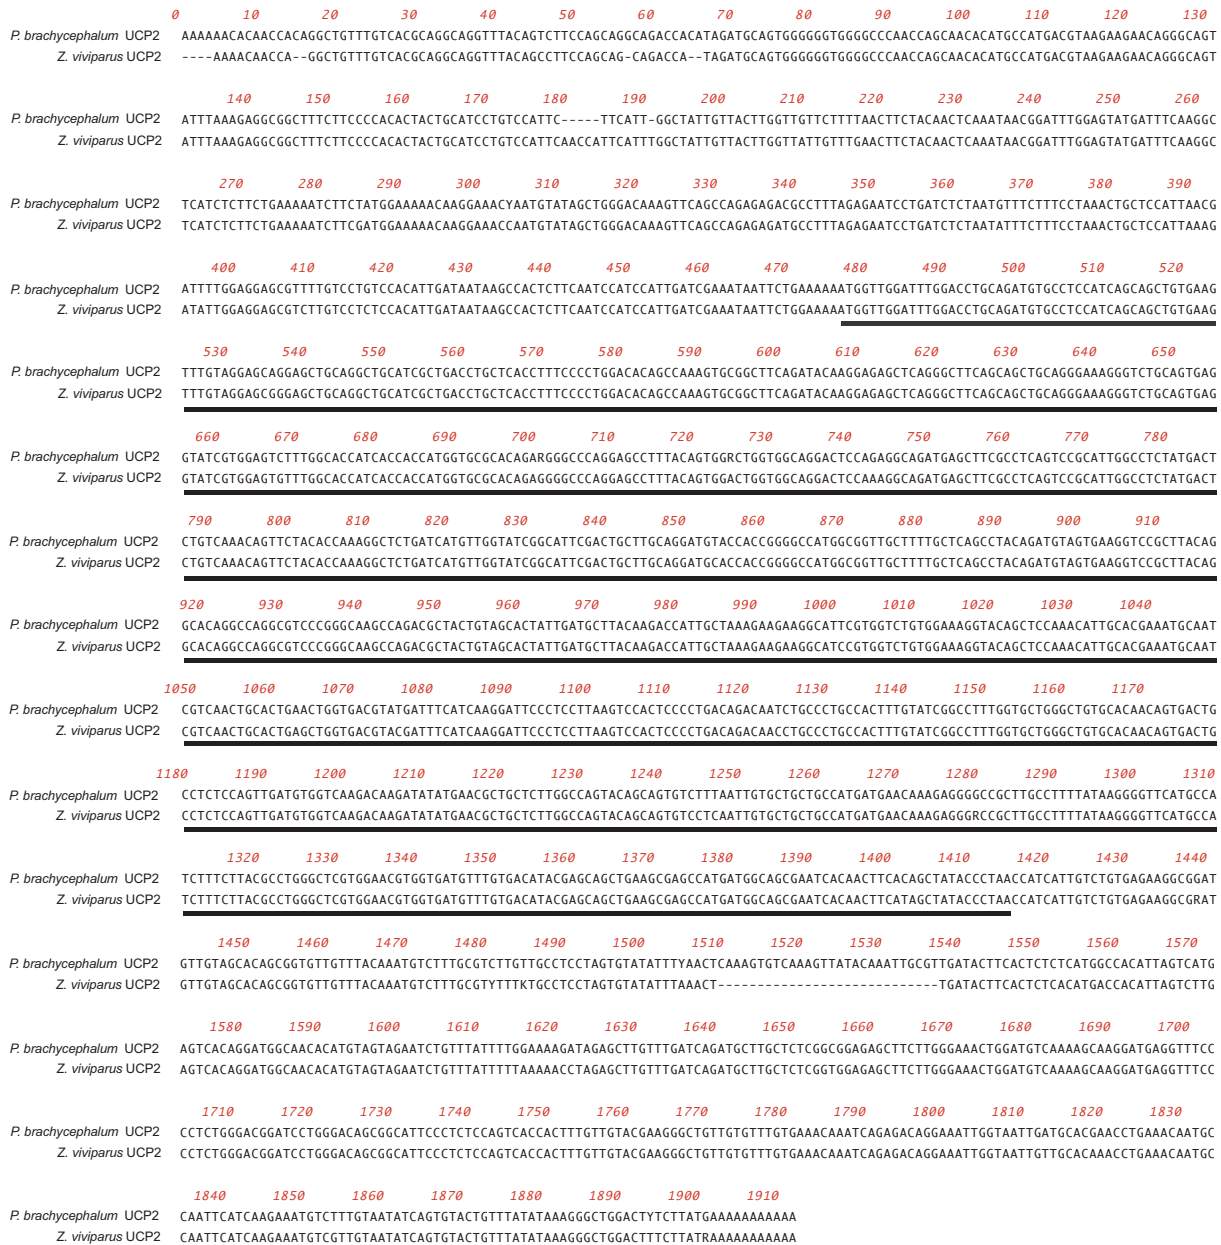 0 10 20 30 40 50 60 70 80 90 100 110 120 130
P. brachycephalum UCP2 AAAAAACACAACCACAGGCTGTTTGTCACGCAGGCAGGTTTACAGTCTTCCAGCAGGCAGACCACATAGATGCAGTGGGGGGTGGGGCCCAACCAGCAACACATGCCATGACGTAAGAAGAACAGGGCAGT
Z. viviparus UCP2 ----AAAACAACCA--GGCTGTTTGTCACGCAGGCAGGTTTACAGCCTTCCAGCAG-CAGACCA--TAGATGCAGTGGGGGGTGGGGCCCAACCAGCAACACATGCCATGACGTAAGAAGAACAGGGCAGT
140 150 160 170 180 190 200 210 220 230 240 250 260
P. brachycephalum UCP2 ATTTAAAGAGGCGGCTTTCTTCCCCACACTACTGCATCCTGTCCATTC-----TTCATT-GGCTATTGTTACTTGGTTGTTCTTTTAACTTCTACAACTCAAATAACGGATTTGGAGTATGATTTCAAGGC
Z. viviparus UCP2 ATTTAAAGAGGCGGCTTTCTTCCCCACACTACTGCATCCTGTCCATTCAACCATTCATTTGGCTATTGTTACTTGGTTATTGTTTGAACTTCTACAACTCAAATAACGGATTTGGAGTATGATTTCAAGGC
270 280 290 300 310 320 330 340 350 360 370 380 390
P. brachycephalum UCP2 TCATCTCTTCTGAAAAATCTTCTATGGAAAAACAAGGAAACYAATGTATAGCTGGGACAAAGTTCAGCCAGAGAGACGCCTTTAGAGAATCCTGATCTCTAATGTTTCTTTCCTAAACTGCTCCATTAACG
Z. viviparus UCP2 TCATCTCTTCTGAAAAATCTTCGATGGAAAAACAAGGAAACCAATGTATAGCTGGGACAAAGTTCAGCCAGAGAGATGCCTTTAGAGAATCCTGATCTCTAATATTTCTTTCCTAAACTGCTCCATTAAAG
400 410 420 430 440 450 460 470 480 490 500 510 520
P. brachycephalum UCP2 ATTTTGGAGGAGCGTTTTGTCCTGTCCACATTGATAATAAGCCACTCTTCAATCCATCCATTGATCGAAATAATTCTGAAAAAATGGTTGGATTTGGACCTGCAGATGTGCCTCCATCAGCAGCTGTGAAG
Z. viviparus UCP2 ATATTGGAGGAGCGTCTTGTCCTCTCCACATTGATAATAAGCCACTCTTCAATCCATCCATTGATCGAAATAATTCTGGAAAAATGGTTGGATTTGGACCTGCAGATGTGCCTCCATCAGCAGCTGTGAAG
530 540 550 560 570 580 590 600 610 620 630 640 650
P. brachycephalum UCP2 TTTGTAGGAGCAGGAGCTGCAGGCTGCATCGCTGACCTGCTCACCTTTCCCCTGGACACAGCCAAAGTGCGGCTTCAGATACAAGGAGAGCTCAGGGCTTCAGCAGCTGCAGGGAAAGGGTCTGCAGTGAG
Z. viviparus UCP2 TTTGTAGGAGCGGGAGCTGCAGGCTGCATCGCTGACCTGCTCACCTTTCCCCTGGACACAGCCAAAGTGCGGCTTCAGATACAAGGAGAGCTCAGGGCTTCAGCAGCTGCAGGGAAAGGGTCTGCAGTGAG
660 670 680 690 700 710 720 730 740 750 760 770 780
P. brachycephalum UCP2 GTATCGTGGAGTCTTTGGCACCATCACCACCATGGTGCGCACAGARGGGCCCAGGAGCCTTTACAGTGGRCTGGTGGCAGGACTCCAGAGGCAGATGAGCTTCGCCTCAGTCCGCATTGGCCTCTATGACT
Z. viviparus UCP2 GTATCGTGGAGTGTTTGGCACCATCACCACCATGGTGCGCACAGAGGGGCCCAGGAGCCTTTACAGTGGACTGGTGGCAGGACTCCAAAGGCAGATGAGCTTCGCCTCAGTCCGCATTGGCCTCTATGACT
790 800 810 820 830 840 850 860 870 880 890 900 910
P. brachycephalum UCP2 CTGTCAAACAGTTCTACACCAAAGGCTCTGATCATGTTGGTATCGGCATTCGACTGCTTGCAGGATGTACCACCGGGGCCATGGCGGTTGCTTTTGCTCAGCCTACAGATGTAGTGAAGGTCCGCTTACAG
Z. viviparus UCP2 CTGTCAAACAGTTCTACACCAAAGGCTCTGATCATGTTGGTATCGGCATTCGACTGCTTGCAGGATGCACCACCGGGGCCATGGCGGTTGCTTTTGCTCAGCCTACAGATGTAGTGAAGGTCCGCTTACAG
920 930 940 950 960 970 980 990 1000 1010 1020 1030 1040
P. brachycephalum UCP2 GCACAGGCCAGGCGTCCCGGGCAAGCCAGACGCTACTGTAGCACTATTGATGCTTACAAGACCATTGCTAAAGAAGAAGGCATTCGTGGTCTGTGGAAAGGTACAGCTCCAAACATTGCACGAAATGCAAT
Z. viviparus UCP2 GCACAGGCCAGGCGTCCCGGGCAAGCCAGACGCTACTGTAGCACTATTGATGCTTACAAGACCATTGCTAAAGAAGAAGGCATCCGTGGTCTGTGGAAAGGTACAGCTCCAAACATTGCACGAAATGCAAT
1050 1060 1070 1080 1090 1100 1110 1120 1130 1140 1150 1160 1170
P. brachycephalum UCP2 CGTCAACTGCACTGAACTGGTGACGTATGATTTCATCAAGGATTCCCTCCTTAAGTCCACTCCCCTGACAGACAATCTGCCCTGCCACTTTGTATCGGCCTTTGGTGCTGGGCTGTGCACAACAGTGACTG
Z. viviparus UCP2 CGTCAACTGCACTGAGCTGGTGACGTACGATTTCATCAAGGATTCCCTCCTTAAGTCCACTCCCCTGACAGACAACCTGCCCTGCCACTTTGTATCGGCCTTTGGTGCTGGGCTGTGCACAACAGTGACTG
1180 1190 1200 1210 1220 1230 1240 1250 1260 1270 1280 1290 1300 1310
P. brachycephalum UCP2 CCTCTCCAGTTGATGTGGTCAAGACAAGATATATGAACGCTGCTCTTGGCCAGTACAGCAGTGTCTTTAATTGTGCTGCTGCCATGATGAACAAAGAGGGGCCGCTTGCCTTTTATAAGGGGTTCATGCCA
Z. viviparus UCP2 CCTCTCCAGTTGATGTGGTCAAGACAAGATATATGAACGCTGCTCTTGGCCAGTACAGCAGTGTCCTCAATTGTGCTGCTGCCATGATGAACAAAGAGGGRCCGCTTGCCTTTTATAAGGGGTTCATGCCA
1320 1330 1340 1350 1360 1370 1380 1390 1400 1410 1420 1430 1440
P. brachycephalum UCP2 TCTTTCTTACGCCTGGGCTCGTGGAACGTGGTGATGTTTGTGACATACGAGCAGCTGAAGCGAGCCATGATGGCAGCGAATCACAACTTCACAGCTATACCCTAACCATCATTGTCTGTGAGAAGGCGGAT
Z. viviparus UCP2 TCTTTCTTACGCCTGGGCTCGTGGAACGTGGTGATGTTTGTGACATACGAGCAGCTGAAGCGAGCCATGATGGCAGCGAATCACAACTTCATAGCTATACCCTAACCATCATTGTCTGTGAGAAGGCGRAT
1450 1460 1470 1480 1490 1500 1510 1520 1530 1540 1550 1560 1570
P. brachycephalum UCP2 GTTGTAGCACAGCGGTGTTGTTTACAAATGTCTTTGCGTCTTGTTGCCTCCTAGTGTATATTTYAACTCAAAGTGTCAAAGTTATACAAATTGCGTTGATACTTCACTCTCTCATGGCCACATTAGTCATG
Z. viviparus UCP2 GTTGTAGCACAGCGGTGTTGTTTACAAATGTCTTTGCGTYTTTKTGCCTCCTAGTGTATATTTAAACT----------------------------TGATACTTCACTCTCACATGACCACATTAGTCTTG
1580 1590 1600 1610 1620 1630 1640 1650 1660 1670 1680 1690 1700
P. brachycephalum UCP2 AGTCACAGGATGGCAACACATGTAGTAGAATCTGTTTATTTTGGAAAAGATAGAGCTTGTTTGATCAGATGCTTGCTCTCGGCGGAGAGCTTCTTGGGAAACTGGATGTCAAAAGCAAGGATGAGGTTTCC
Z. viviparus UCP2 AGTCACAGGATGGCAACACATGTAGTAGAATCTGTTTATTTTTAAAAACCTAGAGCTTGTTTGATCAGATGCTTGCTCTCGGTGGAGAGCTTCTTGGGAAACTGGATGTCAAAAGCAAGGATGAGGTTTCC
1710 1720 1730 1740 1750 1760 1770 1780 1790 1800 1810 1820 1830
P. brachycephalum UCP2 CCTCTGGGACGGATCCTGGGACAGCGGCATTCCCTCTCCAGTCACCACTTTGTTGTACGAAGGGCTGTTGTGTTTGTGAAACAAATCAGAGACAGGAAATTGGTAATTGATGCACGAACCTGAAACAATGC
Z. viviparus UCP2 CCTCTGGGACGGATCCTGGGACAGCGGCATTCCCTCTCCAGTCACCACTTTGTTGTACGAAGGGCTGTTGTGTTTGTGAAACAAATCAGAGACAGGAAATTGGTAATTGTTGCACAAACCTGAAACAATGC
1840 1850 1860 1870 1880 1890 1900 1910
P. brachycephalum UCP2 CAATTCATCAAGAAATGTCTTTGTAATATCAGTGTACTGTTTATATAAAGGGCTGGACTYTCTTATGAAAAAAAAAAA
Z. viviparus UCP2 CAATTCATCAAGAAATGTCGTTGTAATATCAGTGTACTGTTTATATAAAGGGCTGGACTTTCTTATRAAAAAAAAAAA